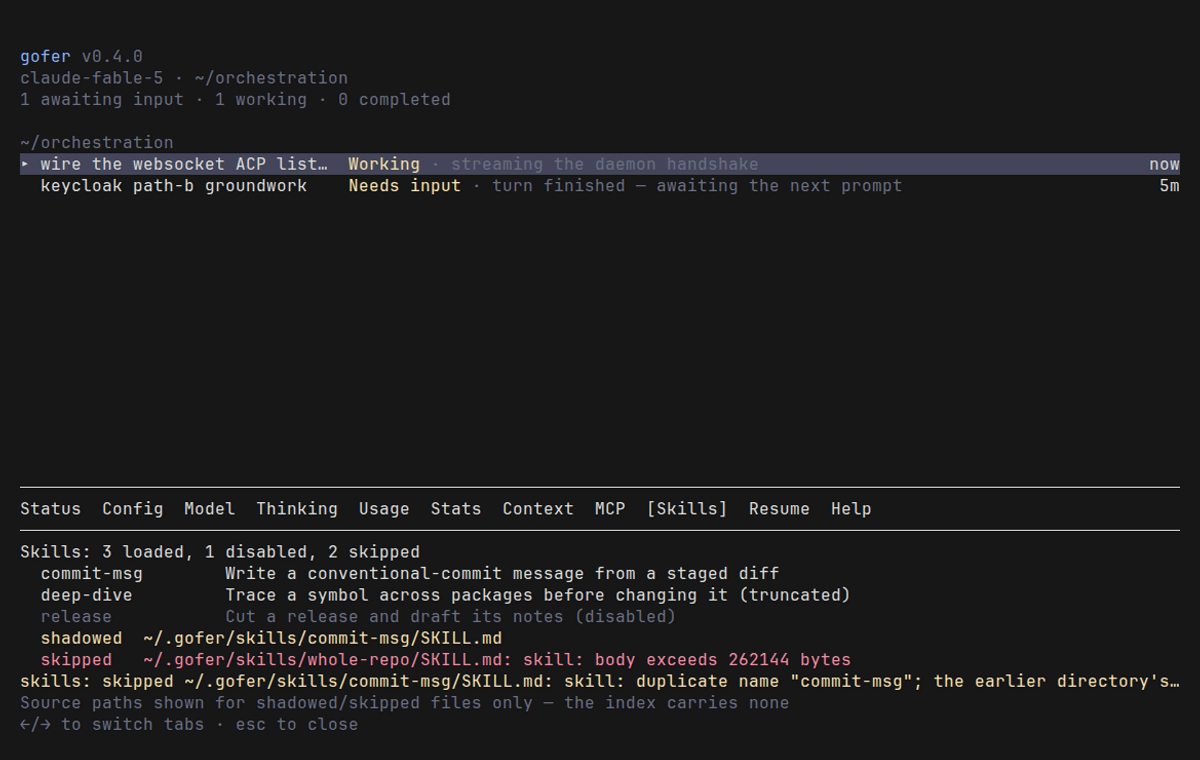 gofer v0.4.0
claude-fable-5 · ~/orchestration
1 awaiting input · 1 working · 0 completed
~/orchestration
▸ wire the websocket ACP list… Working · streaming the daemon handshake now
keycloak path-b groundwork Needs input · turn finished — awaiting the next prompt 5m
Status Config Model Thinking Usage Stats Context MCP [Skills] Resume Help
Skills: 3 loaded, 1 disabled, 2 skipped
commit-msg Write a conventional-commit message from a staged diff
deep-dive Trace a symbol across packages before changing it (truncated)
release Cut a release and draft its notes (disabled)
shadowed ~/.gofer/skills/commit-msg/SKILL.md
skipped ~/.gofer/skills/whole-repo/SKILL.md: skill: body exceeds 262144 bytes
skills: skipped ~/.gofer/skills/commit-msg/SKILL.md: skill: duplicate name "commit-msg"; the earlier directory's…
Source paths shown for shadowed/skipped files only — the index carries none
←/→ to switch tabs · esc to close